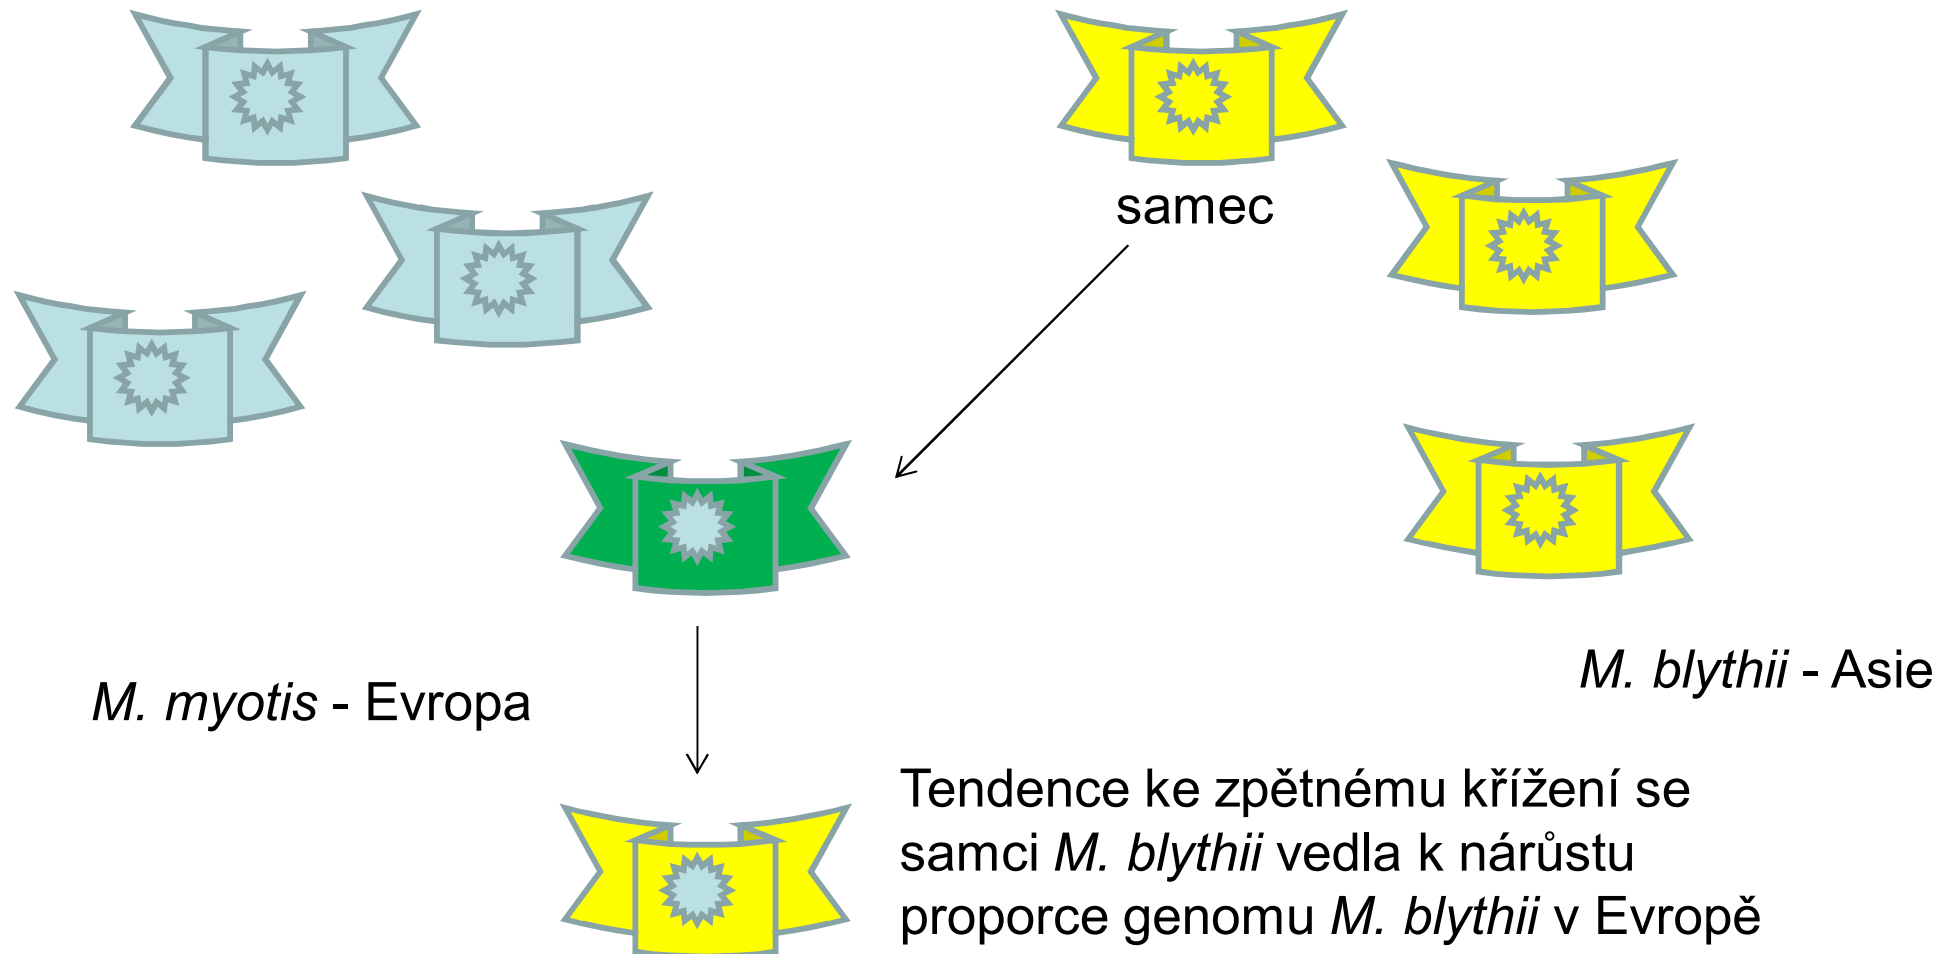 samec
M. myotis - Evropa
M. blythii - Asie
Tendence ke zpětnému křížení se
samci M. blythii vedla k nárůstu
proporce genomu M. blythii v Evropě